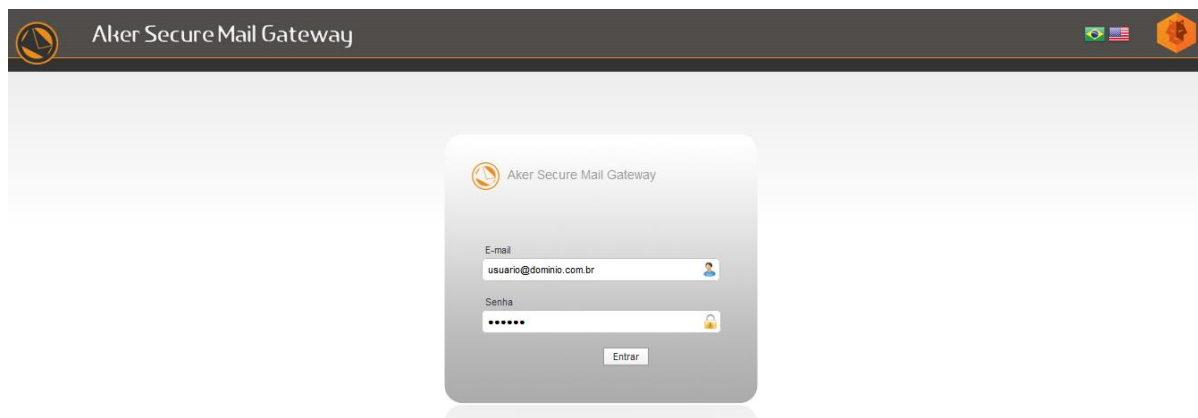 Aker Secure Mail Gateway
Aker Secure Mail Gateway
E-mail
usuario@dominio.com.br
Senha
••••••
Entrar